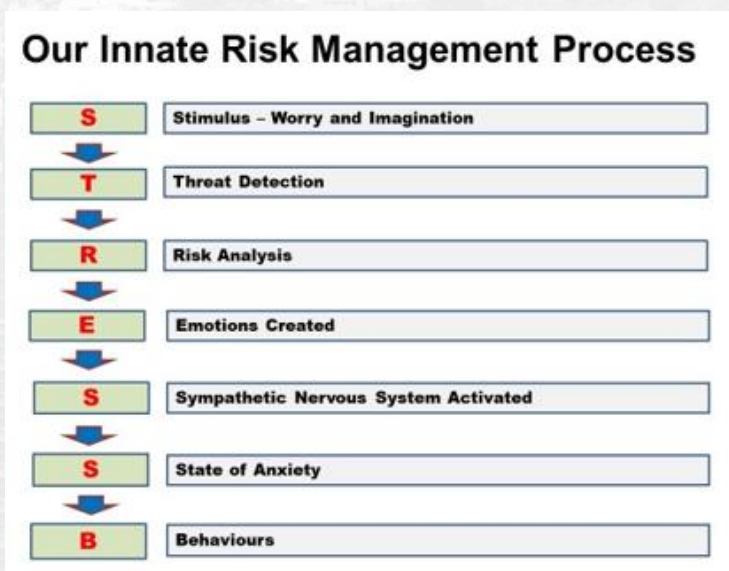 Our Innate Risk Management Process
S Stimulus – Worry and Imagination
T Threat Detection
R Risk Analysis
E Emotions Created
S Sympathetic Nervous System Activated
S State of Anxiety
B Behaviours